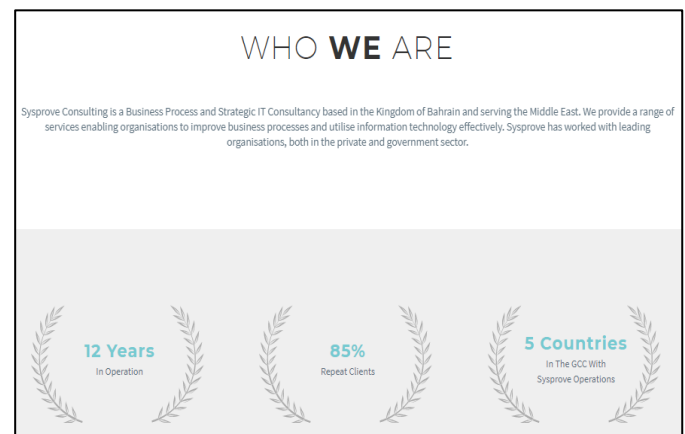 WHO WE ARE
Sysprove Consulting is a Business Process and Strategic IT Consultancy based in the Kingdom of Bahrain and serving the Middle East. We provide a range of
services enabling organisations to improve business processes and utilise information technology effectively. Sysprove has worked with leading
organisations, both in the private and government sector.
12 Years
In Operation
85%
Repeat Clients
5 Countries
In The GCC With
Sysprove Operations